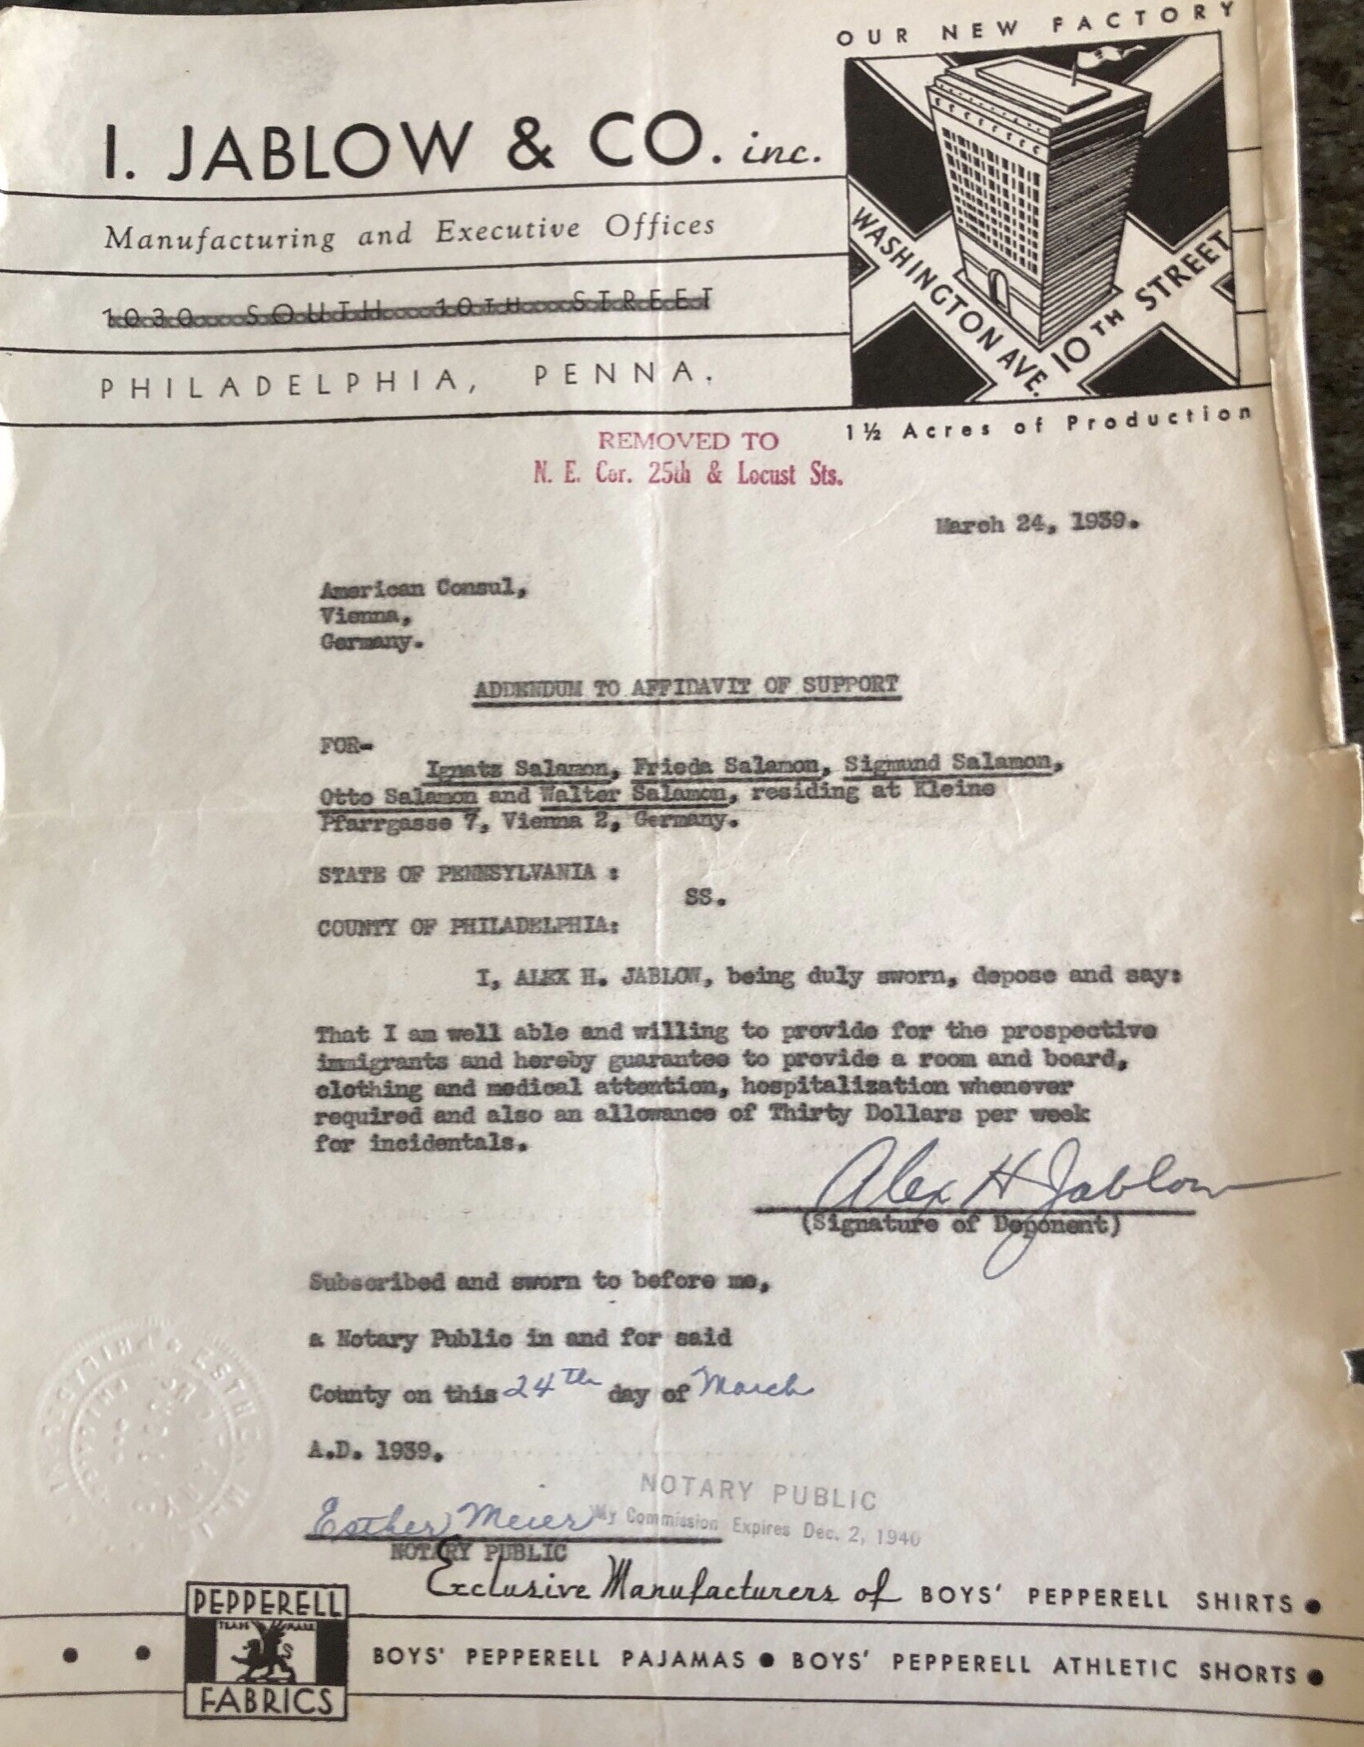 OUR NEW FACTORY
I. JABLOW & CO. inc.
Manufacturing and Executive Offices
1030 SOUTH 10TH STREET
PHILADELPHIA, PENNA.
WASHINGTON AVE. 10TH STREET
1½ Acres of Production
REMOVED TO
N. E. Cor. 25th & Locust Sts.
March 24, 1939.
American Consul,
Vienna,
Germany.
ADDENDUM TO AFFIDAVIT OF SUPPORT
FOR-
Ignatz Salamon, Frieda Salamon, Sigmund Salamon,
Otto Salamon and Walter Salamon, residing at Kleine
Pfarrgasse 7, Vienna 2, Germany.
STATE OF PENNSYLVANIA :
SS.
COUNTY OF PHILADELPHIA:
I, ALEX H. JABLOW, being duly sworn, depose and say:
That I am well able and willing to provide for the prospective
immigrants and hereby guarantee to provide a room and board,
clothing and medical attention, hospitalization whenever
required and also an allowance of Thirty Dollars per week
for incidentals.
Alex H Jablow
(Signature of Deponent)
Subscribed and sworn to before me,
a Notary Public in and for said
County on this 24th day of March
A.D. 1939.
NOTARY PUBLIC
Esther Meier My Commission Expires Dec. 2, 1940
NOTARY PUBLIC
Exclusive Manufacturers of BOYS' PEPPERELL SHIRTS •
PEPPERELL
TRADE MARK
FABRICS
BOYS' PEPPERELL PAJAMAS • BOYS' PEPPERELL ATHLETIC SHORTS •